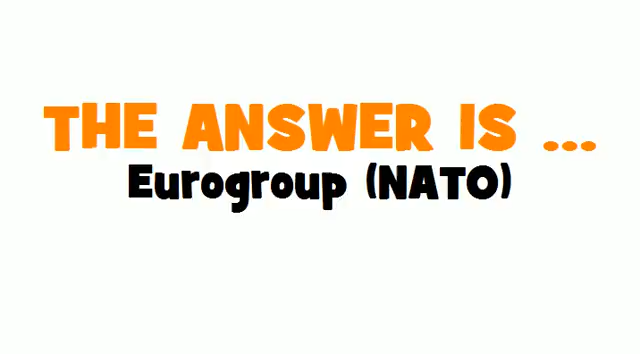 THE ANSWER IS ...
Eurogroup (NATO)